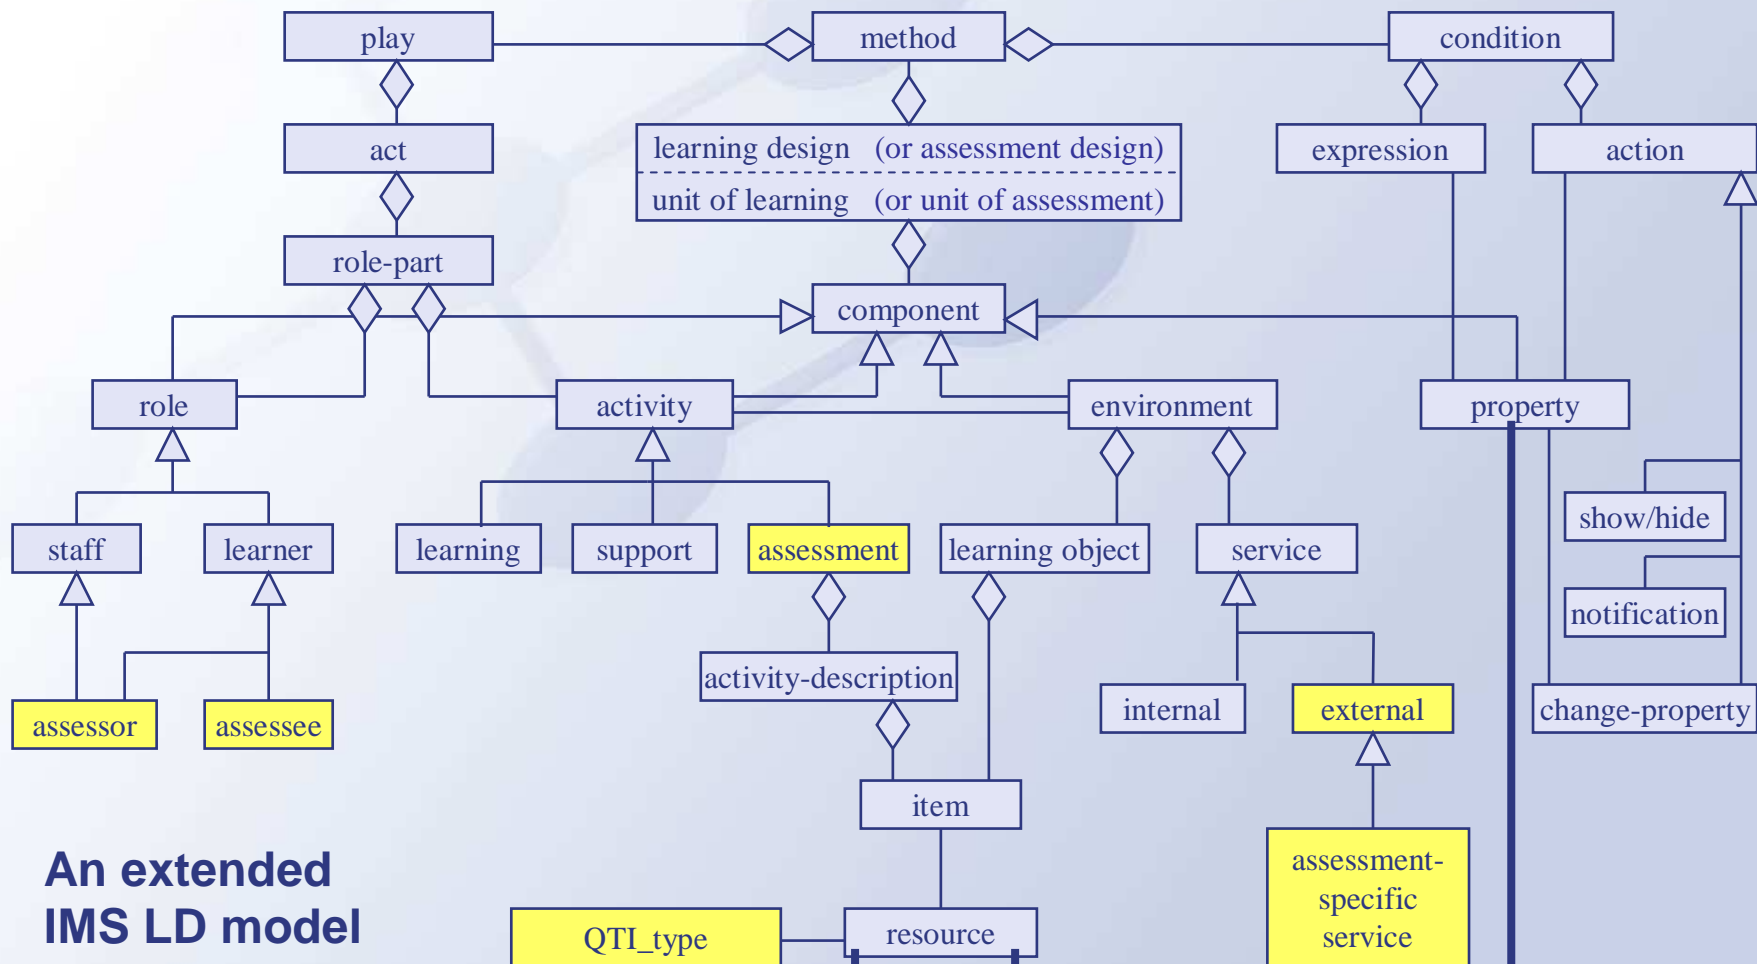 play
method
condition
act
learning design (or assessment design)
unit of learning (or unit of assessment)
expression
action
role-part
component
role
activity
environment
property
staff
learner
learning
support
assessment
learning object
service
show/hide
notification
activity-description
assessor
assessee
internal
external
change-property
item
An extended
IMS LD model
assessment-
specific
service
QTI_type
resource